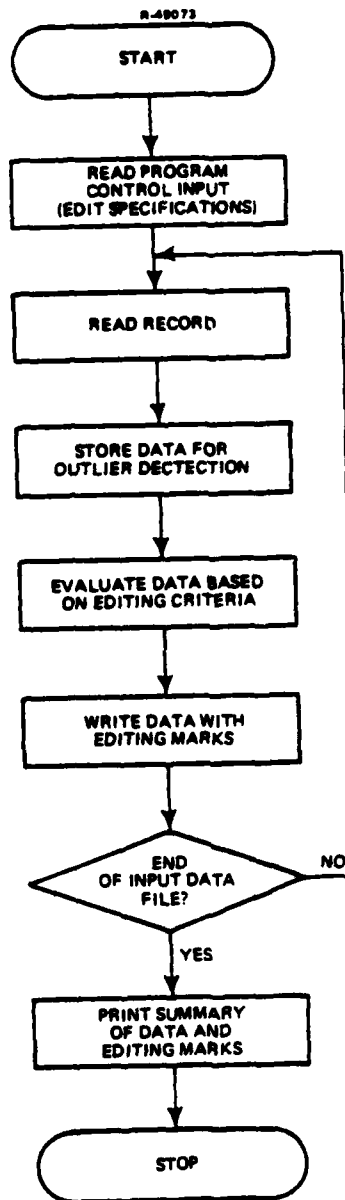 R-49073
START
READ PROGRAM
CONTROL INPUT
(EDIT SPECIFICATIONS)
READ RECORD
STORE DATA FOR
OUTLIER DECTECTION
EVALUATE DATA BASED
ON EDITING CRITERIA
WRITE DATA WITH
EDITING MARKS
END
OF INPUT DATA
FILE?
NO
YES
PRINT SUMMARY
OF DATA AND
EDITING MARKS
STOP